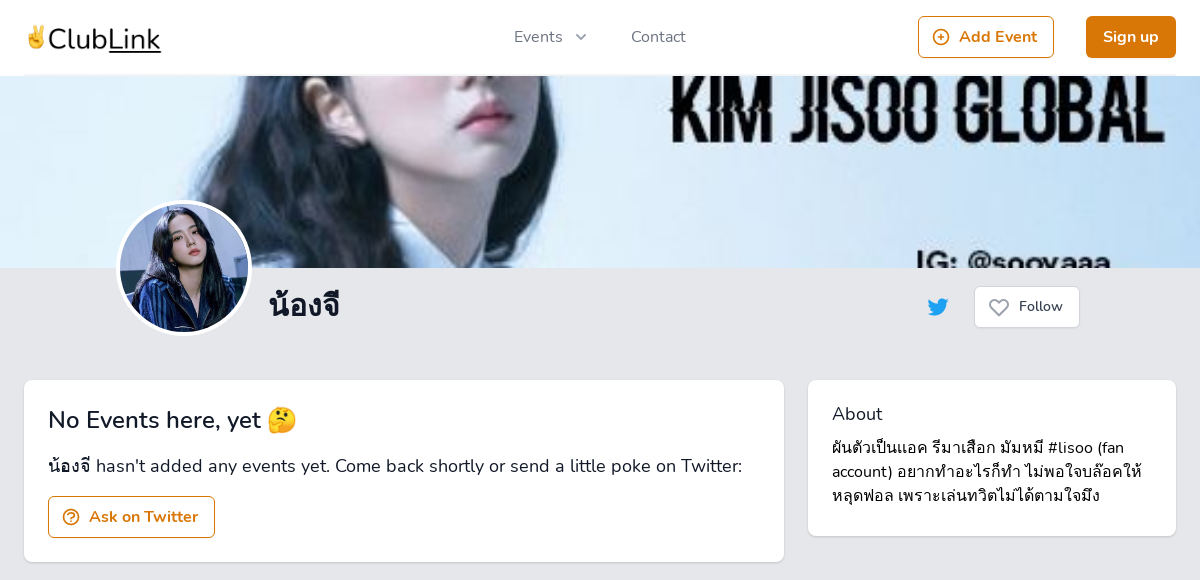 ClubLink
Events
Contact
Add Event
Sign up
KIM JISOO GLOBAL
IG: @sooyaaa
น้องจี
Follow
No Events here, yet 🤔
น้องจี hasn't added any events yet. Come back shortly or send a little poke on Twitter:
Ask on Twitter
About
ผันตัวเป็นแอค รีมาเสือก มัมหมี #lisoo (fan
account) อยากทำอะไรก็ทำ ไม่พอใจบล๊อคให้
หลุดฟอล เพราะเล่นทวิตไม่ได้ตามใจมึง